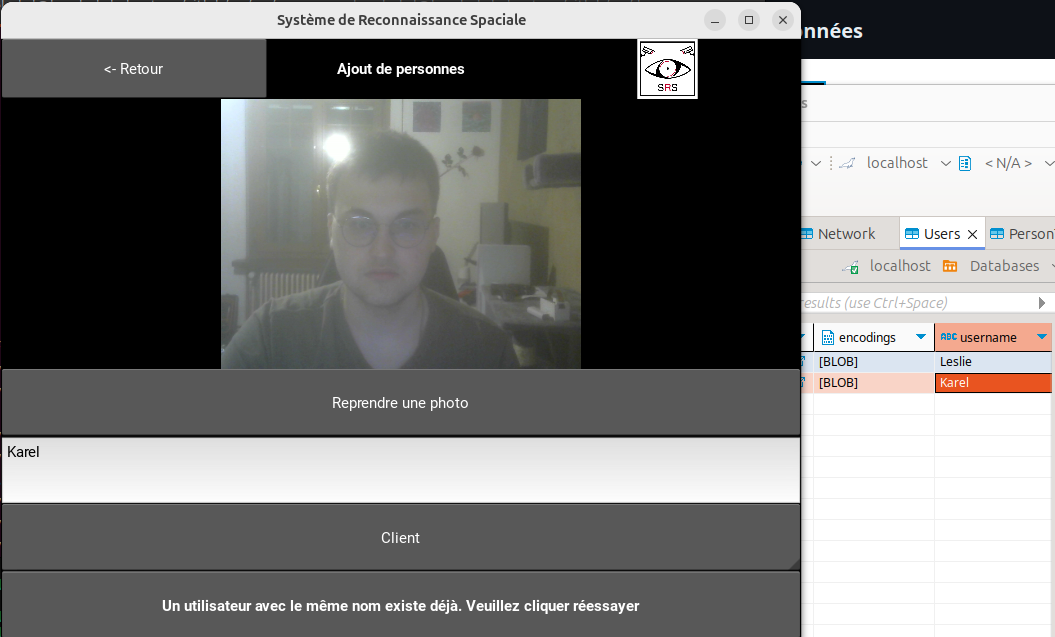 Système de Reconnaissance Spaciale
<- Retour
Ajout de personnes
SRS
Reprendre une photo
Karel
Client
Un utilisateur avec le même nom existe déjà. Veuillez cliquer réessayer
onnées
s
localhost
< N/A >
Network
Users
Person
localhost
Databases
results (use Ctrl+Space)
encodings
ABC username
[BLOB]
Leslie
[BLOB]
Karel